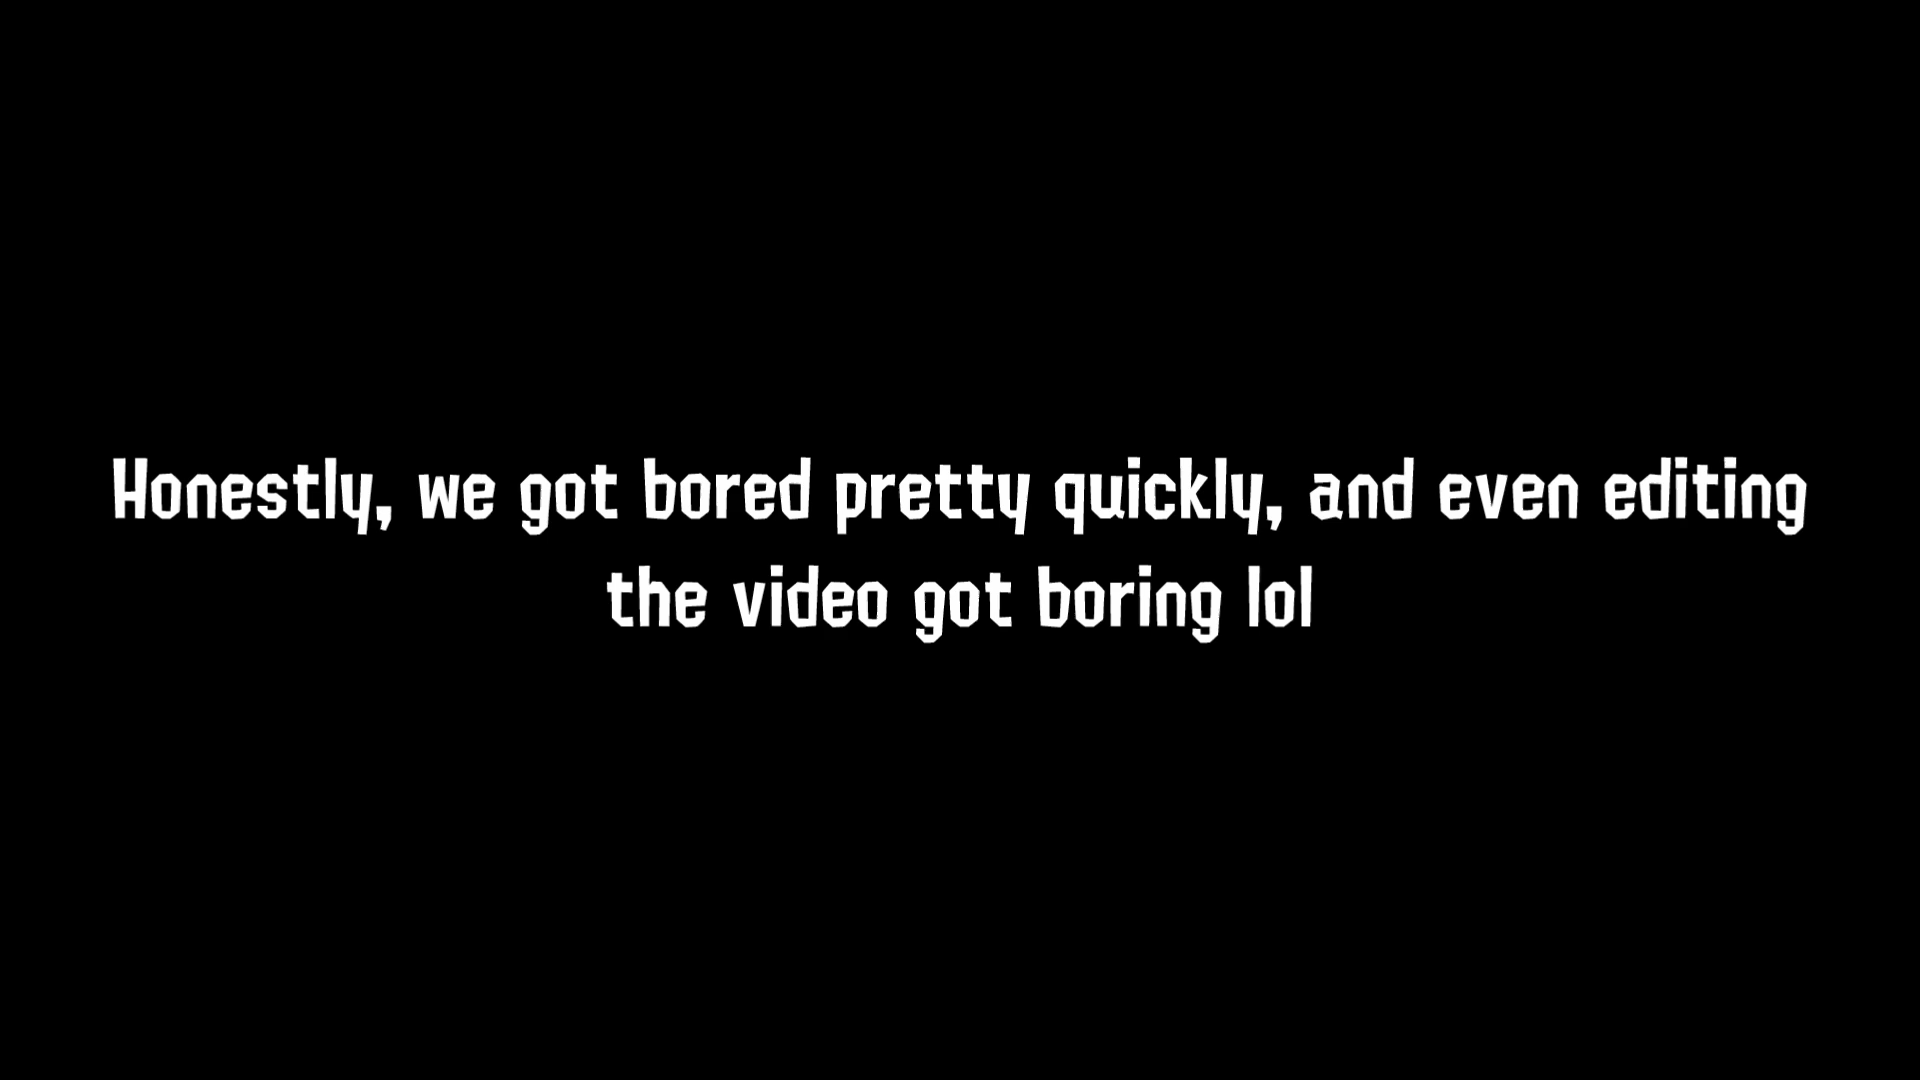 Honestly, we got bored pretty quickly, and even editing
the video got boring lol